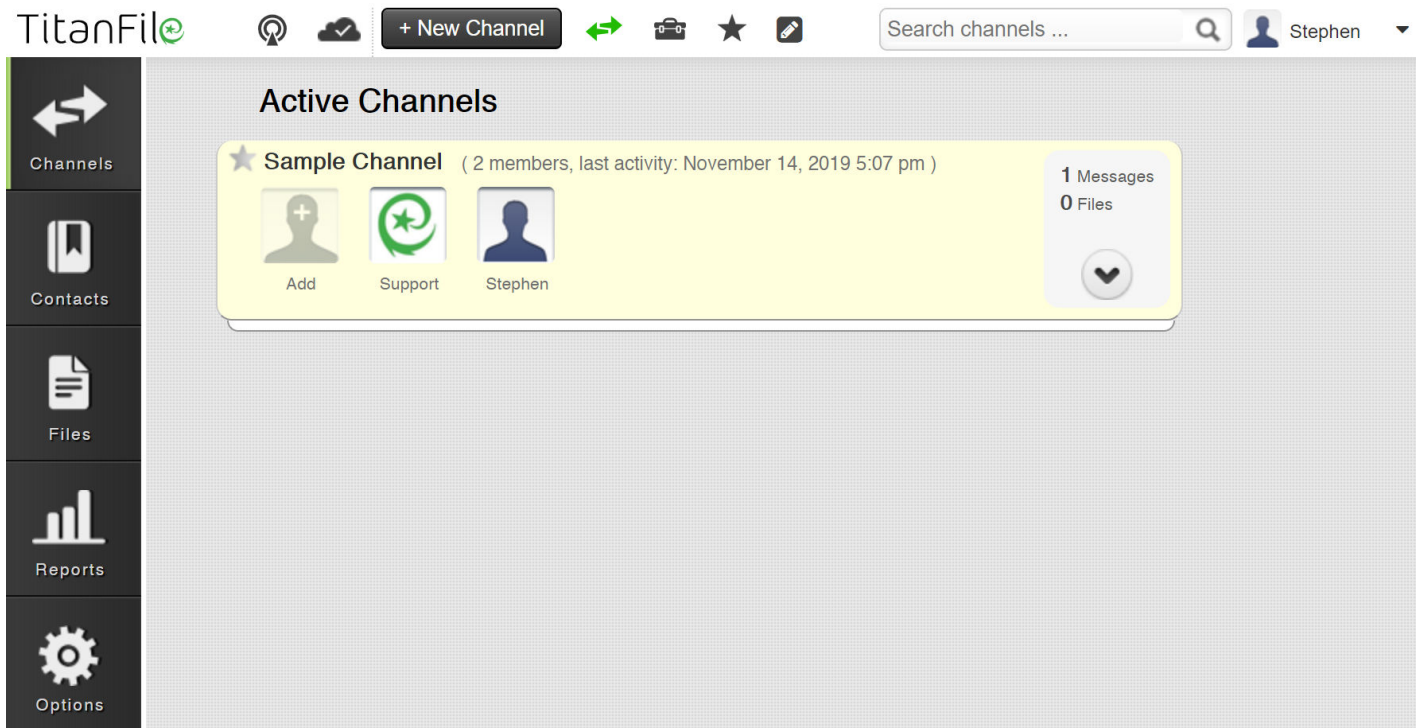 TitanFile
+ New Channel
Search channels ...
Stephen
Channels
Contacts
Files
Reports
Options
Active Channels
Sample Channel ( 2 members, last activity: November 14, 2019 5:07 pm )
1 Messages
0 Files
Add
Support
Stephen